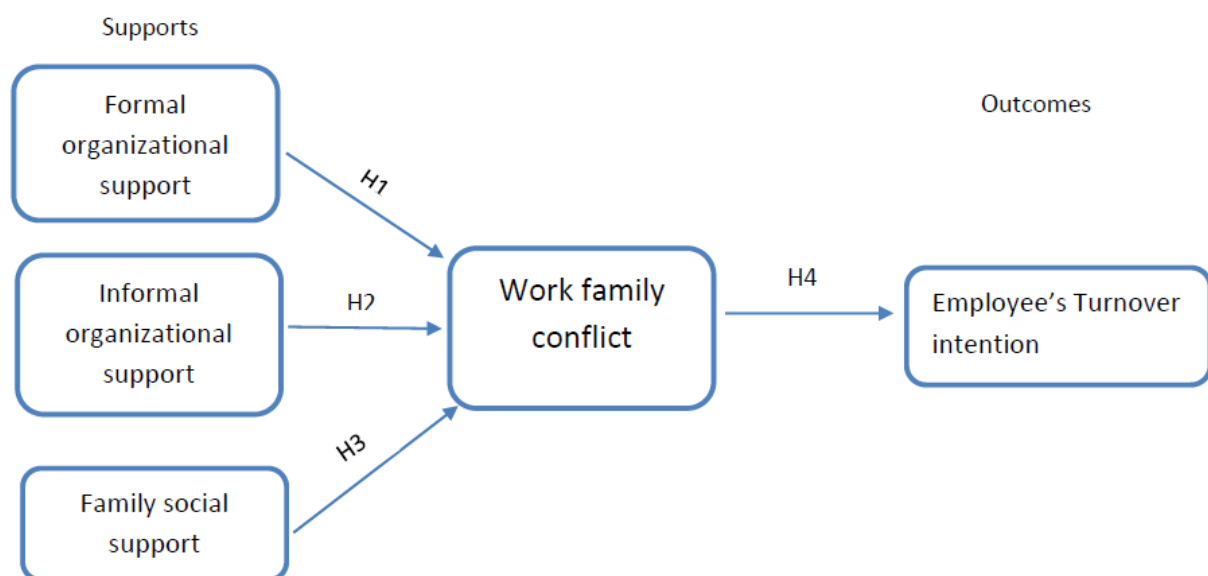 Supports
Formal
organizational
support
Outcomes
H1
Informal
organizational
support
H2
Work family
conflict
H4
Employee’s Turnover
intention
H3
Family social
support